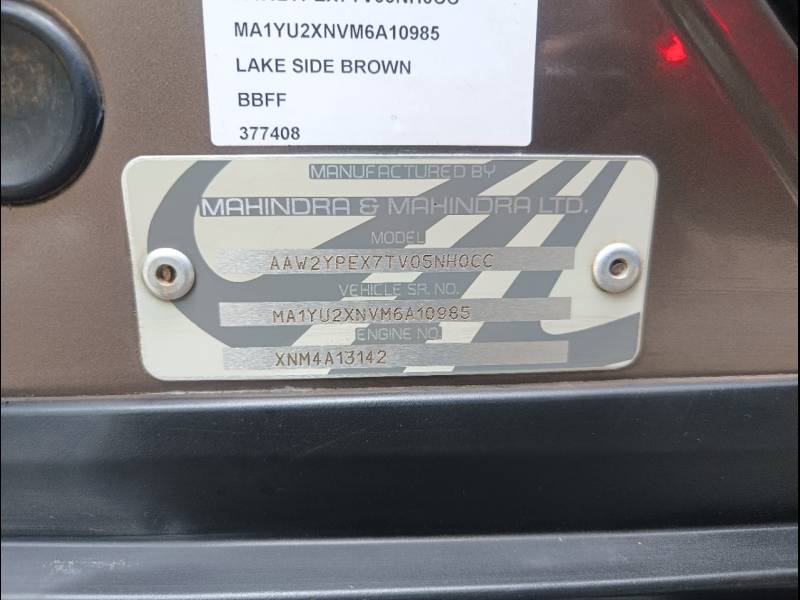 MA1YU2XNVM6A10985
LAKE SIDE BROWN
BBFF
377408
MANUFACTURED BY
MAHINDRA & MAHINDRA LTD.
MODEL
AAW2YPEX7TV05NH0CC
VEHICLE SR. NO.
MA1YU2XNVM6A10985
ENGINE NO.
XNM4A13142